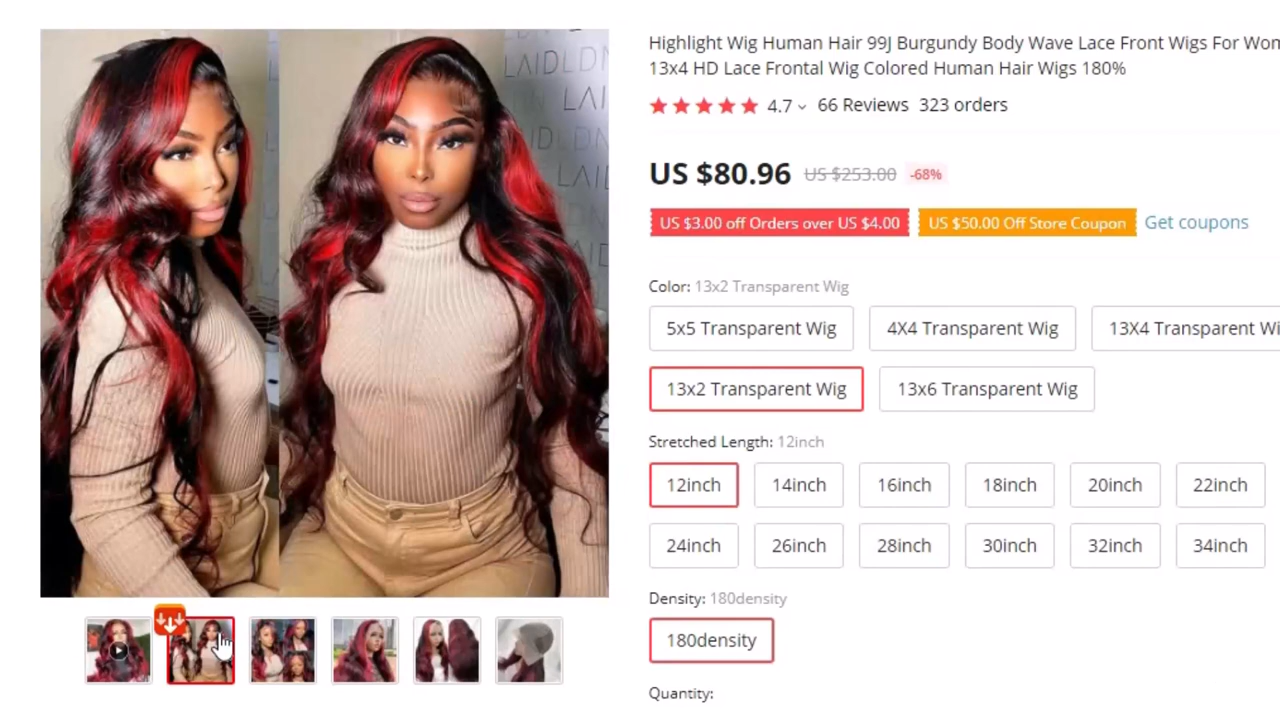 LAIDLDN
LAI
LAIDLDN
Highlight Wig Human Hair 99J Burgundy Body Wave Lace Front Wigs For Wom
13x4 HD Lace Frontal Wig Colored Human Hair Wigs 180%
4.7 66 Reviews 323 orders
US $80.96 US $253.00 -68%
US $3.00 off Orders over US $4.00 US $50.00 Off Store Coupon Get coupons
Color: 13x2 Transparent Wig
5x5 Transparent Wig 4X4 Transparent Wig 13X4 Transparent Wi
13x2 Transparent Wig 13x6 Transparent Wig
Stretched Length: 12inch
12inch 14inch 16inch 18inch 20inch 22inch
24inch 26inch 28inch 30inch 32inch 34inch
Density: 180density
180density
Quantity: